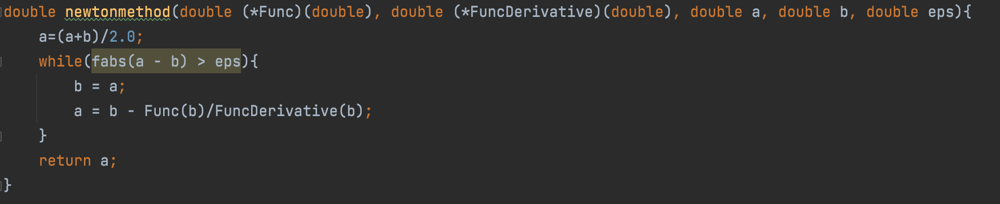 double newtonmethod(double (*Func)(double), double (*FuncDerivative)(double), double a, double b, double eps){
    a=(a+b)/2.0;
    while(fabs(a - b) > eps){
        b = a;
        a = b - Func(b)/FuncDerivative(b);
    }
    return a;
}